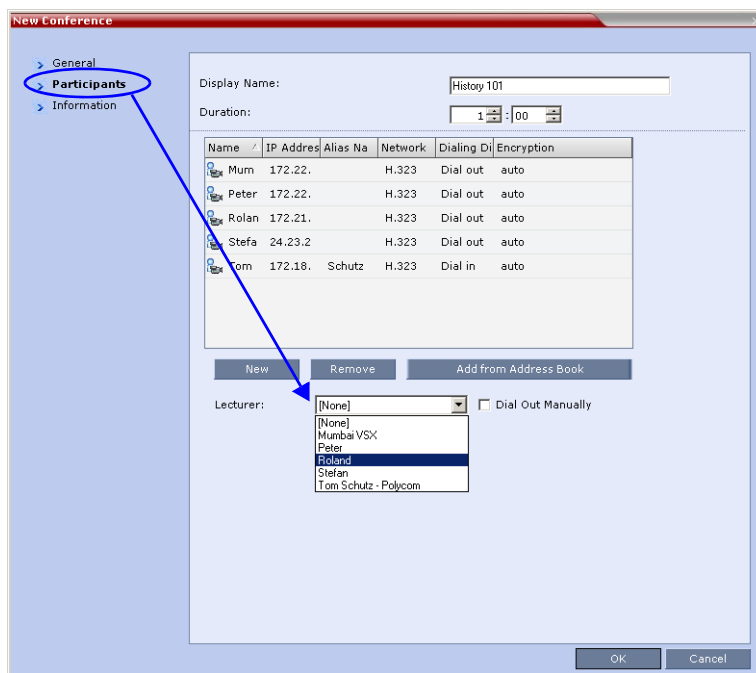 New Conference
General
Participants
Information
Display Name: History 101
Duration: 1 : 00
Name IP Addres Alias Na Network Dialing Di Encryption
Mum 172.22. H.323 Dial out auto
Peter 172.22. H.323 Dial out auto
Rolan 172.21. H.323 Dial out auto
Stefa 24.23.2 H.323 Dial out auto
Tom 172.18. Schutz H.323 Dial in auto
New Remove Add from Address Book
Lecturer: [None] Dial Out Manually
[None]
Mumbai VSX
Peter
Roland
Stefan
Tom Schutz - Polycom
OK Cancel